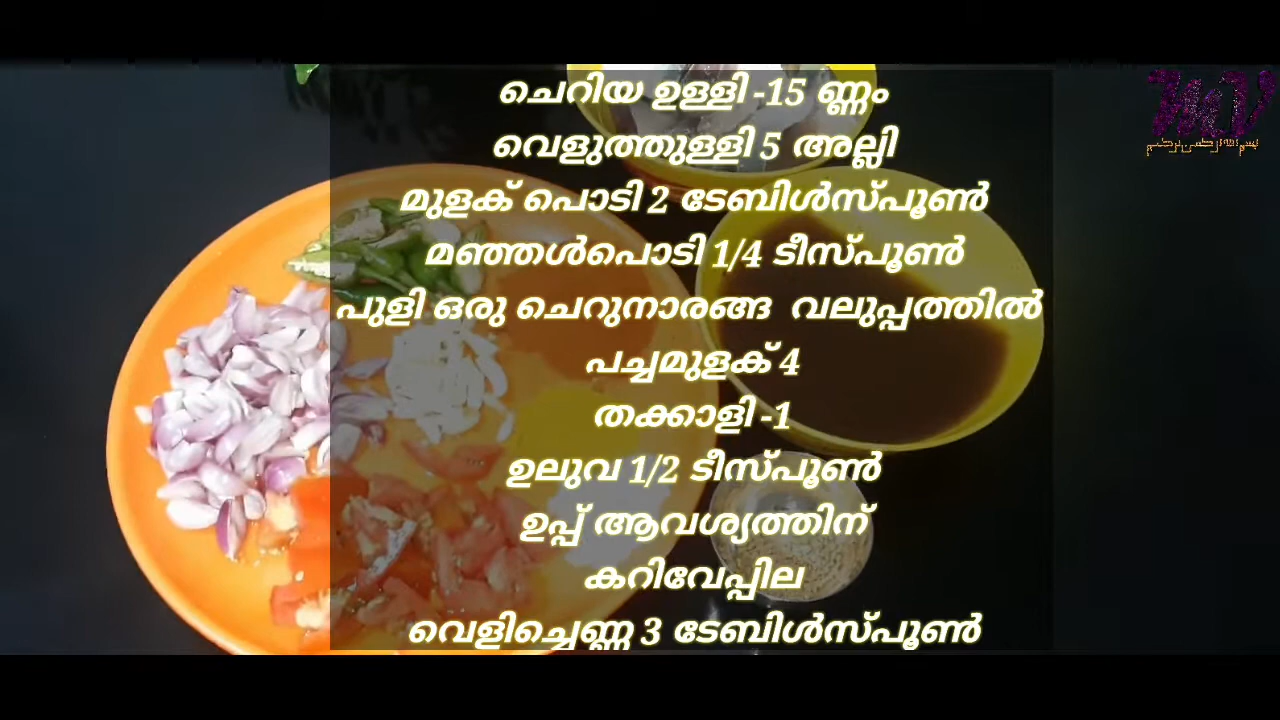 ചെറിയ ഉള്ളി -15 ണ്ണം
വെളുത്തുള്ളി 5 അല്ലി
മുളക് പൊടി 2 ടേബിൾസ്പൂൺ
മഞ്ഞൾപൊടി 1/4 ടീസ്പൂൺ
പുളി ഒരു ചെറുനാരങ്ങ വലുപ്പത്തിൽ
പച്ചമുളക് 4
തക്കാളി -1
ഉലുവ 1/2 ടീസ്പൂൺ
ഉപ്പ് ആവശ്യത്തിന്
കറിവേപ്പില
വെളിച്ചെണ്ണ 3 ടേബിൾസ്പൂൺ